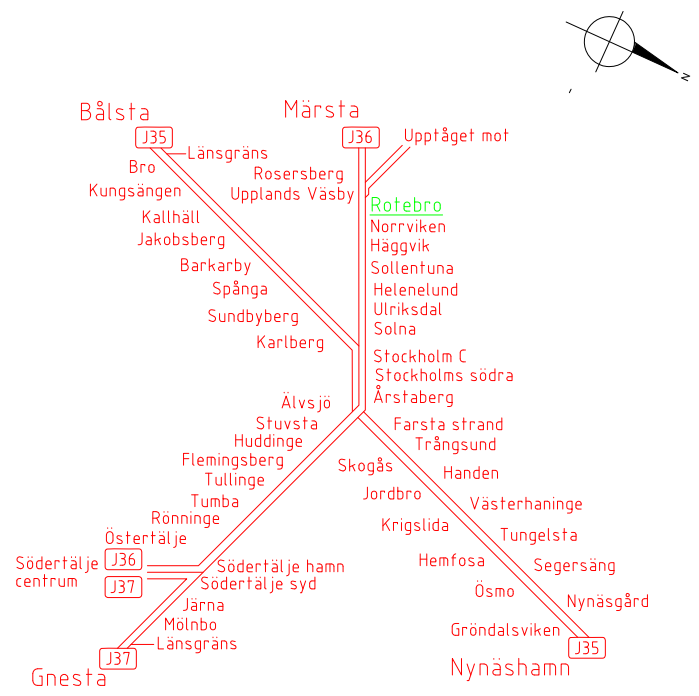 N
Bålsta
Märsta
J35
J36
Upptåget mot
Länsgräns
Bro
Kungsängen
Kallhäll
Jakobsberg
Barkarby
Spånga
Sundbyberg
Karlberg
Rosersberg
Upplands Väsby
Rotebro
Norrviken
Häggvik
Sollentuna
Helenelund
Ulriksdal
Solna
Stockholm C
Stockholms södra
Årstaberg
Älvsjö
Stuvsta
Huddinge
Flemingsberg
Tullinge
Tumba
Rönninge
Östertälje
J36
Södertälje
centrum
J37
Södertälje hamn
Södertälje syd
Järna
Mölnbo
Länsgräns
J37
Gnesta
Farsta strand
Trångsund
Skogås
Handen
Jordbro
Västerhaninge
Krigslida
Tungelsta
Hemfosa
Segersäng
Ösmo
Nynäsgård
Gröndalsviken
J35
Nynäshamn